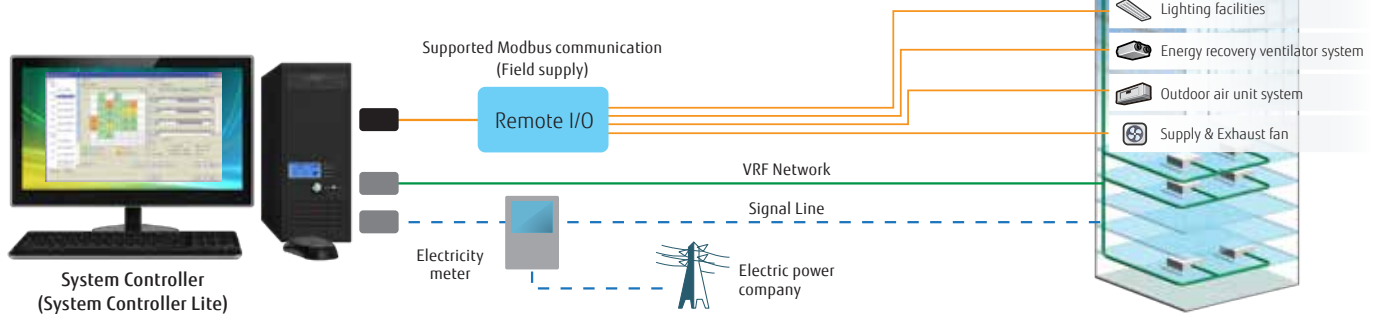 Lighting facilities
Supported Modbus communication
(Field supply)
Energy recovery ventilator system
Outdoor air unit system
Remote I/O
Supply & Exhaust fan
VRF Network
Signal Line
Electricity
meter
Electric power
company
System Controller
(System Controller Lite)